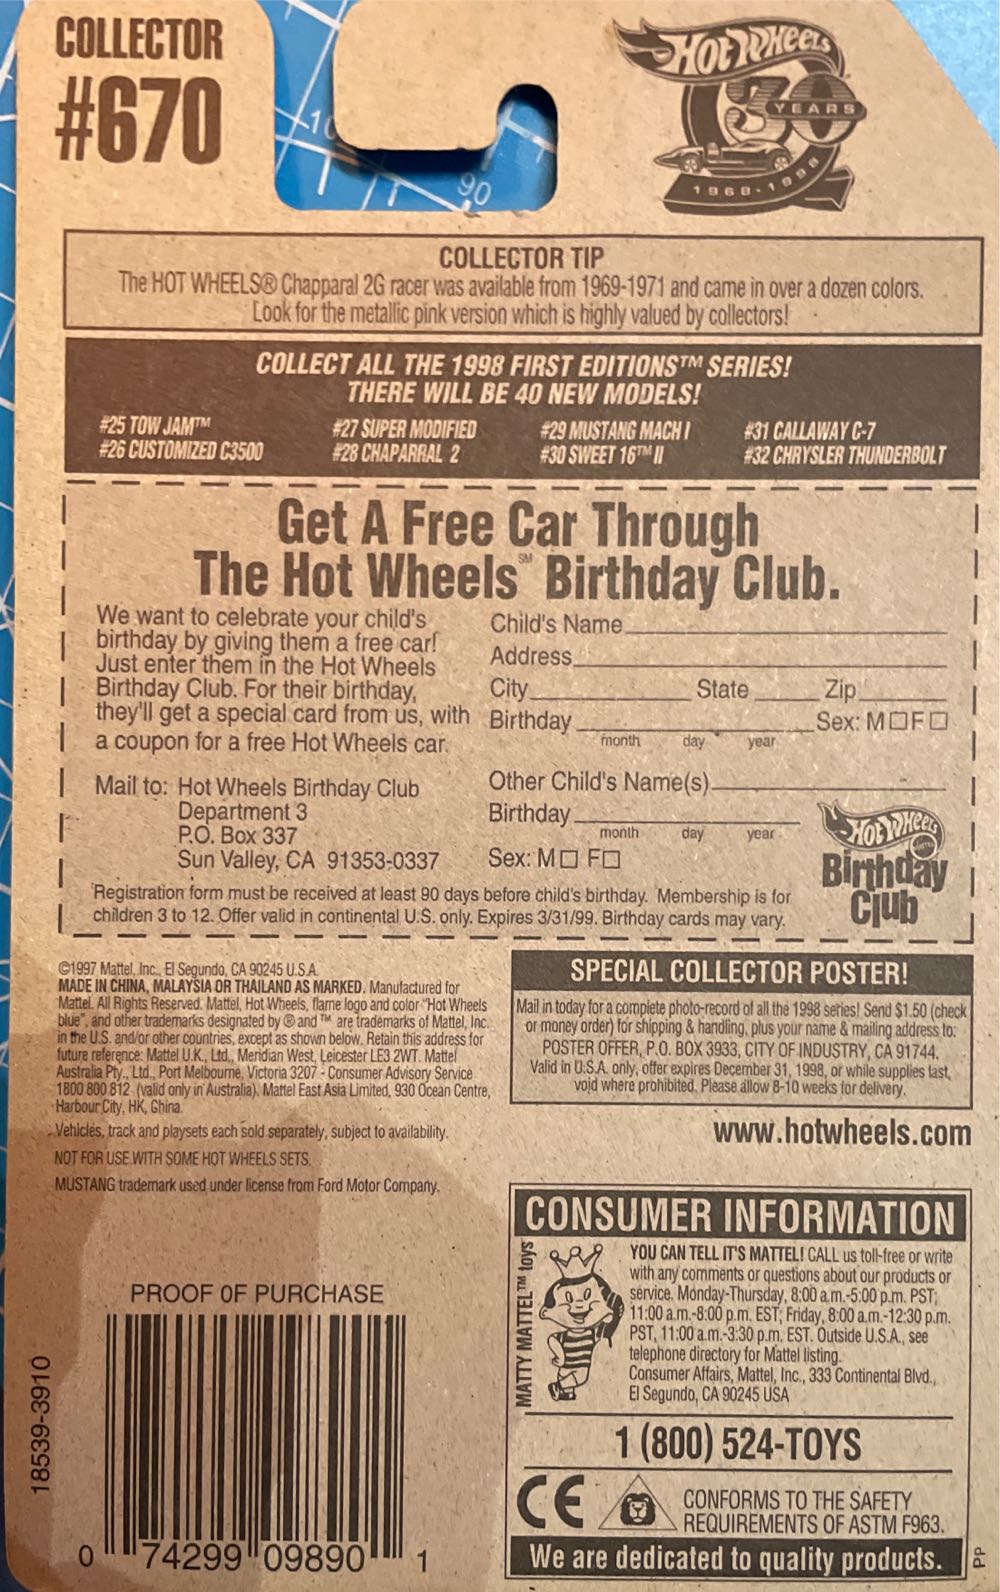 COLLECTOR
#670
HOT WHEELS
30
YEARS
1968-1998
10
90
COLLECTOR TIP
The HOT WHEELS® Chapparal 2G racer was available from 1969-1971 and came in over a dozen colors.
Look for the metallic pink version which is highly valued by collectors!
COLLECT ALL THE 1998 FIRST EDITIONS™ SERIES!
THERE WILL BE 40 NEW MODELS!
#25 TOW JAM™ #27 SUPER MODIFIED #29 MUSTANG MACH I #31 CALLAWAY C-7
#26 CUSTOMIZED C3500 #28 CHAPARRAL 2 #30 SWEET 16™ II #32 CHRYSLER THUNDERBOLT
Get A Free Car Through
The Hot Wheels℠ Birthday Club.
We want to celebrate your child's
birthday by giving them a free car!
Just enter them in the Hot Wheels
Birthday Club. For their birthday,
they'll get a special card from us, with
a coupon for a free Hot Wheels car.
Mail to: Hot Wheels Birthday Club
Department 3
P.O. Box 337
Sun Valley, CA 91353-0337
Child's Name
Address
City State Zip
Birthday Sex: M□ F□
month day year
Other Child's Name(s)
Birthday
month day year
Sex: M□ F□
HOT WHEELS
Birthday
Club
Registration form must be received at least 90 days before child's birthday. Membership is for
children 3 to 12. Offer valid in continental U.S. only. Expires 3/31/99. Birthday cards may vary.
©1997 Mattel, Inc., El Segundo, CA 90245 U.S.A.
MADE IN CHINA, MALAYSIA OR THAILAND AS MARKED. Manufactured for
Mattel. All Rights Reserved. Mattel, Hot Wheels, flame logo and color "Hot Wheels
blue", and other trademarks designated by ® and ™ are trademarks of Mattel, Inc.
in the U.S. and/or other countries, except as shown below. Retain this address for
future reference: Mattel U.K., Ltd., Meridian West, Leicester LE3 2WT. Mattel
Australia Pty., Ltd., Port Melbourne, Victoria 3207 - Consumer Advisory Service
1800 800 812 (valid only in Australia). Mattel East Asia Limited, 930 Ocean Centre,
Harbour City, HK, China.
Vehicles, track and playsets each sold separately, subject to availability.
NOT FOR USE WITH SOME HOT WHEELS SETS.
MUSTANG trademark used under license from Ford Motor Company.
SPECIAL COLLECTOR POSTER!
Mail in today for a complete photo-record of all the 1998 series! Send $1.50 (check
or money order) for shipping & handling, plus your name & mailing address to:
POSTER OFFER, P.O. BOX 3933, CITY OF INDUSTRY, CA 91744.
Valid in U.S.A. only, offer expires December 31, 1998, or while supplies last,
void where prohibited. Please allow 8-10 weeks for delivery.
www.hotwheels.com
PROOF OF PURCHASE
18539-3910
0 74299 09890 1
CONSUMER INFORMATION
MATTY MATTEL™ toys
YOU CAN TELL IT'S MATTEL! CALL us toll-free or write
with any comments or questions about our products or
service. Monday-Thursday, 8:00 a.m.-5:00 p.m. PST;
11:00 a.m.-8:00 p.m. EST; Friday, 8:00 a.m.-12:30 p.m.
PST, 11:00 a.m.-3:30 p.m. EST. Outside U.S.A., see
telephone directory for Mattel listing.
Consumer Affairs, Mattel, Inc., 333 Continental Blvd.,
El Segundo, CA 90245 USA
1 (800) 524-TOYS
CE
CONFORMS TO THE SAFETY
REQUIREMENTS OF ASTM F963.
We are dedicated to quality products.
PP